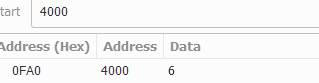 tart 4000
Address (Hex) Address Data
0FA0 4000 6